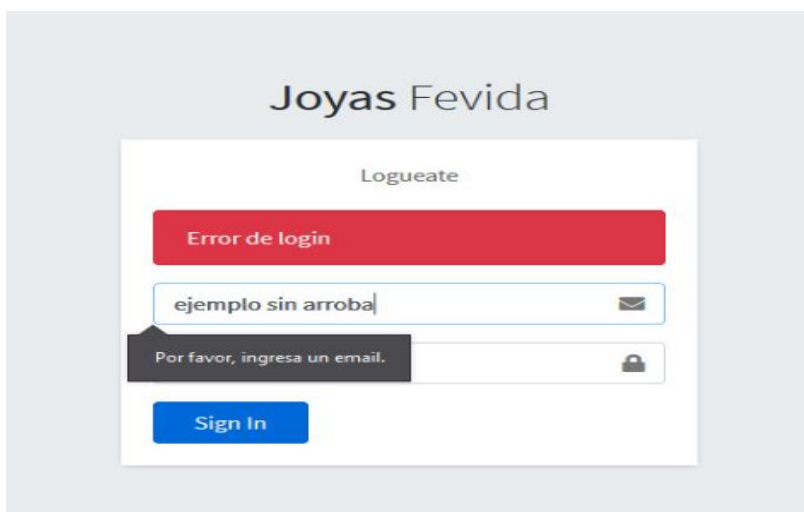 Joyas Fevida
Logueate
Error de login
ejemplo sin arroba
Por favor, ingresa un email.
Sign In